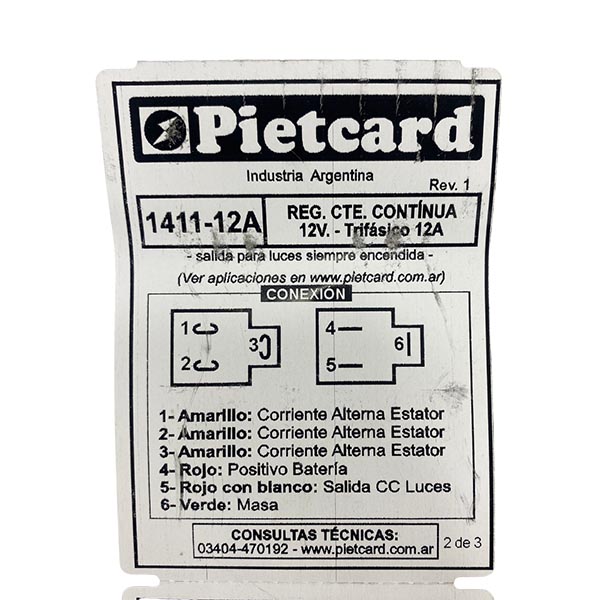 Pietcard
Industria Argentina
Rev. 1
1411-12A
REG. CTE. CONTÍNUA
12V. - Trifásico 12A
- salida para luces siempre encendida -
(Ver aplicaciones en www.pietcard.com.ar)
CONEXIÓN
1
2
3
4
5
6
1- Amarillo: Corriente Alterna Estator
2- Amarillo: Corriente Alterna Estator
3- Amarillo: Corriente Alterna Estator
4- Rojo: Positivo Batería
5- Rojo con blanco: Salida CC Luces
6- Verde: Masa
CONSULTAS TÉCNICAS:
03404-470192 - www.pietcard.com.ar
2 de 3